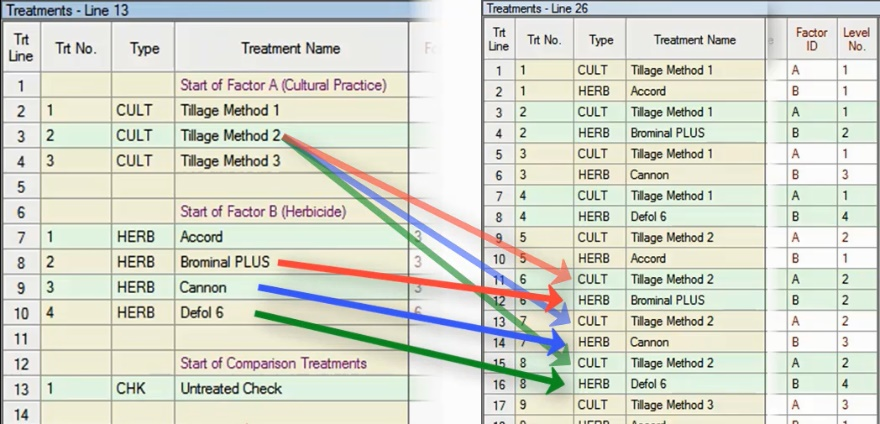 Treatments - Line 13
Trt Line Trt No. Type Treatment Name
1 Start of Factor A (Cultural Practice)
2 1 CULT Tillage Method 1
3 2 CULT Tillage Method 2
4 3 CULT Tillage Method 3
5
6 Start of Factor B (Herbicide)
7 1 HERB Accord 3
8 2 HERB Brominal PLUS 3
9 3 HERB Cannon 3
10 4 HERB Defol 6 6
11
12 Start of Comparison Treatments
13 1 CHK Untreated Check
14
Treatments - Line 26
Trt Line Trt No. Type Treatment Name Factor ID Level No.
1 1 CULT Tillage Method 1 A 1
2 1 HERB Accord B 1
3 2 CULT Tillage Method 1 A 1
4 2 HERB Brominal PLUS B 2
5 3 CULT Tillage Method 1 A 1
6 3 HERB Cannon B 3
7 4 CULT Tillage Method 1 A 1
8 4 HERB Defol 6 B 4
9 5 CULT Tillage Method 2 A 2
10 5 HERB Accord B 1
11 6 CULT Tillage Method 2 A 2
12 6 HERB Brominal PLUS B 2
13 7 CULT Tillage Method 2 A 2
14 7 HERB Cannon B 3
15 8 CULT Tillage Method 2 A 2
16 8 HERB Defol 6 B 4
17 9 CULT Tillage Method 3 A 3